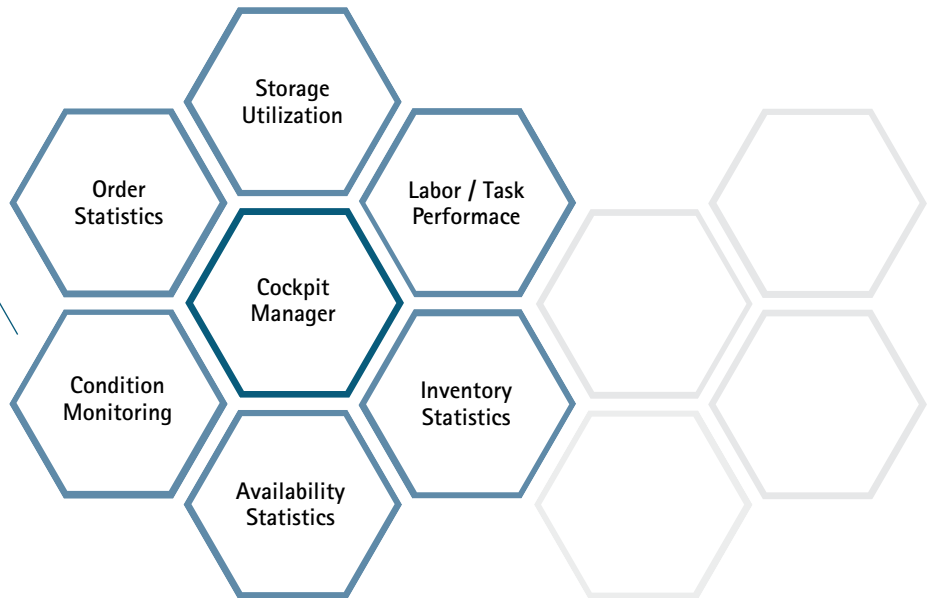 Storage
Utilization
Order
Statistics
Labor / Task
Performace
Cockpit
Manager
Condition
Monitoring
Inventory
Statistics
Availability
Statistics